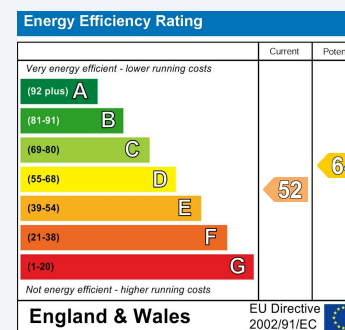 Energy Efficiency Rating
Current
Very energy efficient - lower running costs
(92 plus) A
(81-91) B
(69-80) C
(55-68) D
(39-54) E
(21-38) F
(1-20) G
52
Not energy efficient - higher running costs
England & Wales
EU Directive
2002/91/EC